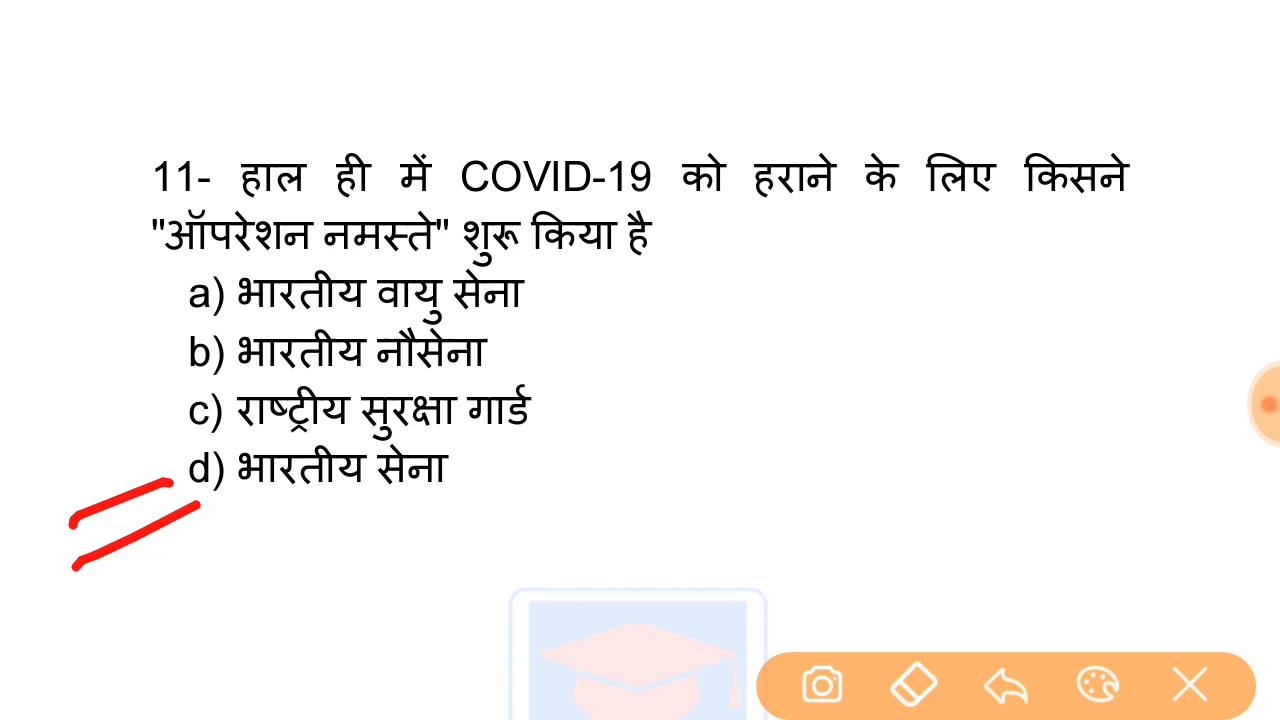 11- हाल ही में COVID-19 को हराने के लिए किसने
"ऑपरेशन नमस्ते" शुरू किया है
a) भारतीय वायु सेना
b) भारतीय नौसेना
c) राष्ट्रीय सुरक्षा गार्ड
d) भारतीय सेना